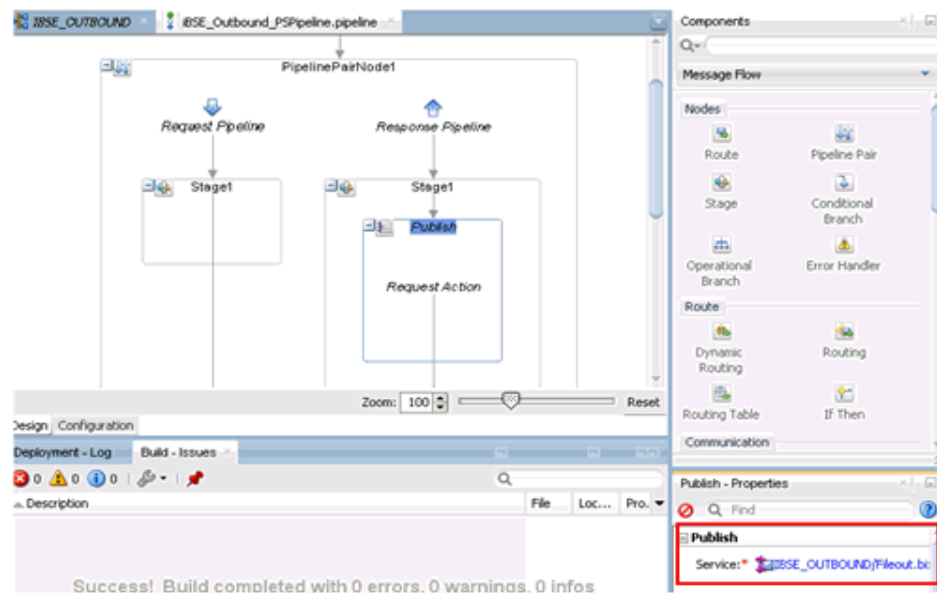 IBSE_OUTBOUND
IBSE_Outbound_PSPipeline.pipeline
PipelinePairNode1
Request Pipeline
Response Pipeline
Stage1
Stage1
Publish
Request Action
Zoom: 100
Reset
Design Configuration
Deployment - Log
Build - Issues
0 0 0
Description
File
Loc...
Pro.
Success! Build completed with 0 errors, 0 warnings, 0 infos
Components
Message Flow
Nodes
Route
Pipeline Pair
Stage
Conditional
Branch
Operational
Branch
Error Handler
Route
Dynamic
Routing
Routing
Routing Table
If Then
Communication
Publish - Properties
Find
Publish
Service:* IBSE_OUTBOUND/Fileout.bi